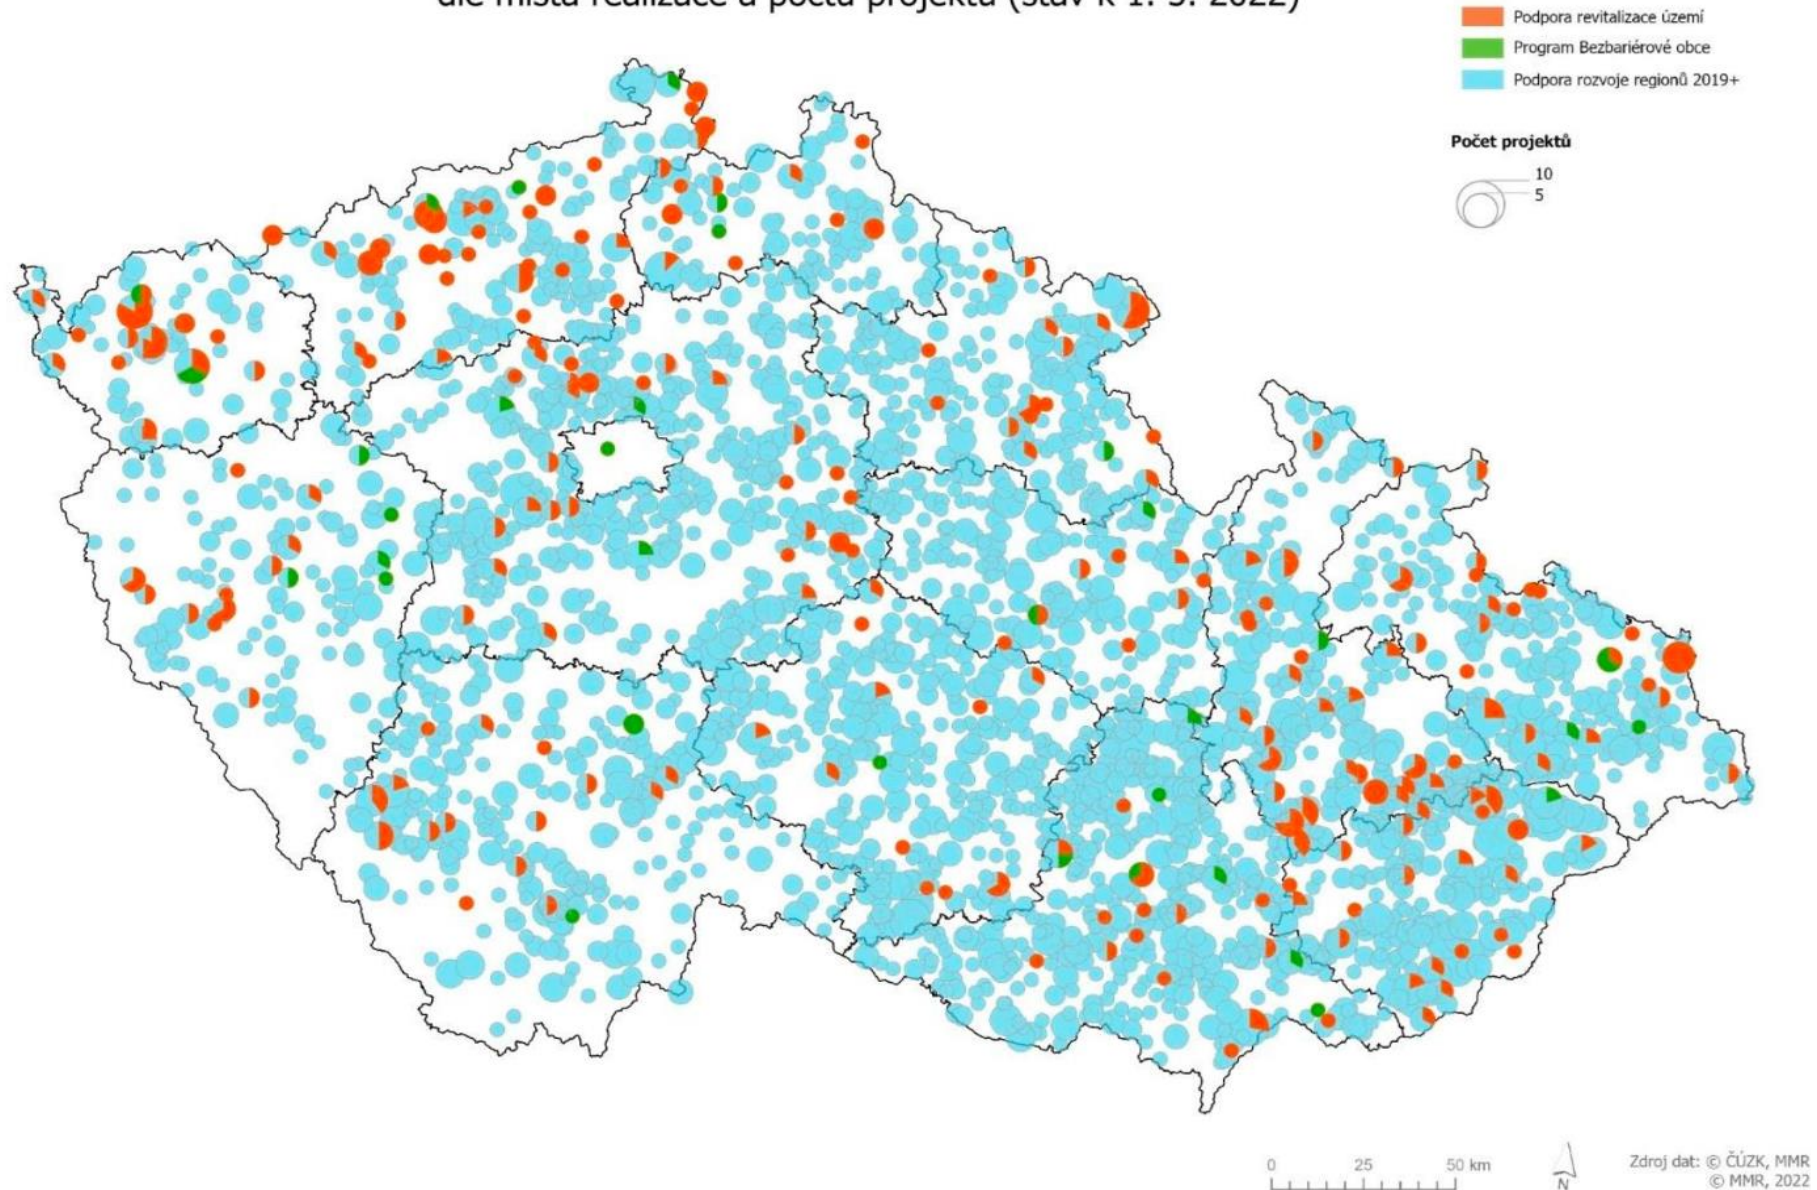 dle místa realizace a počtu projektů (stav k 1. 5. 2022)
Podpora revitalizace území
Program Bezbariérové obce
Podpora rozvoje regionů 2019+
Počet projektů
10
5
0 25 50 km
N
Zdroj dat: © ČÚZK, MMR
© MMR, 2022